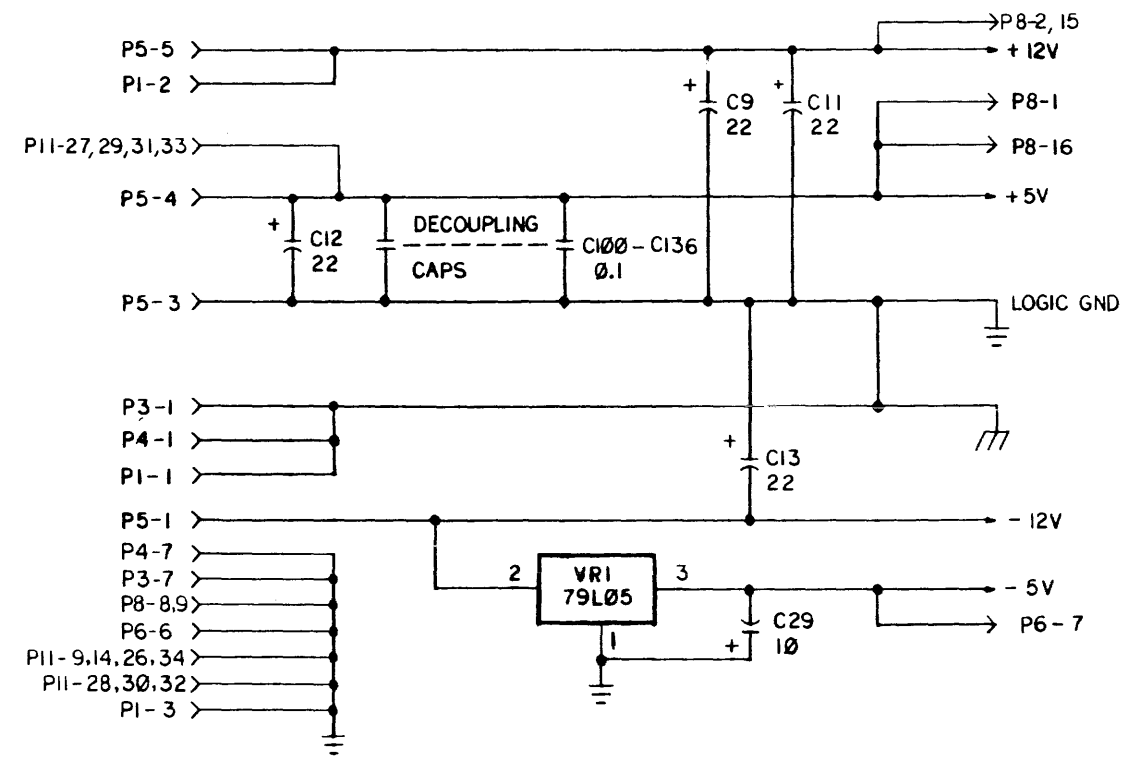 P8-2, 15
P5-5
+ 12V
P1-2
+ C9 22
+ C11 22
P8-1
P11-27, 29, 31, 33
P8-16
P5-4
+ 5V
+ C12 22
DECOUPLING CAPS
C100 - C136
0.1
P5-3
LOGIC GND
P3-1
P4-1
P1-1
+ C13 22
P5-1
- 12V
P4-7
P3-7
P8-8,9
P6-6
P11-9,14,26,34
P11-28,30,32
P1-3
2
VR1
79L05
3
1
- 5V
C29
+ 10
P6-7